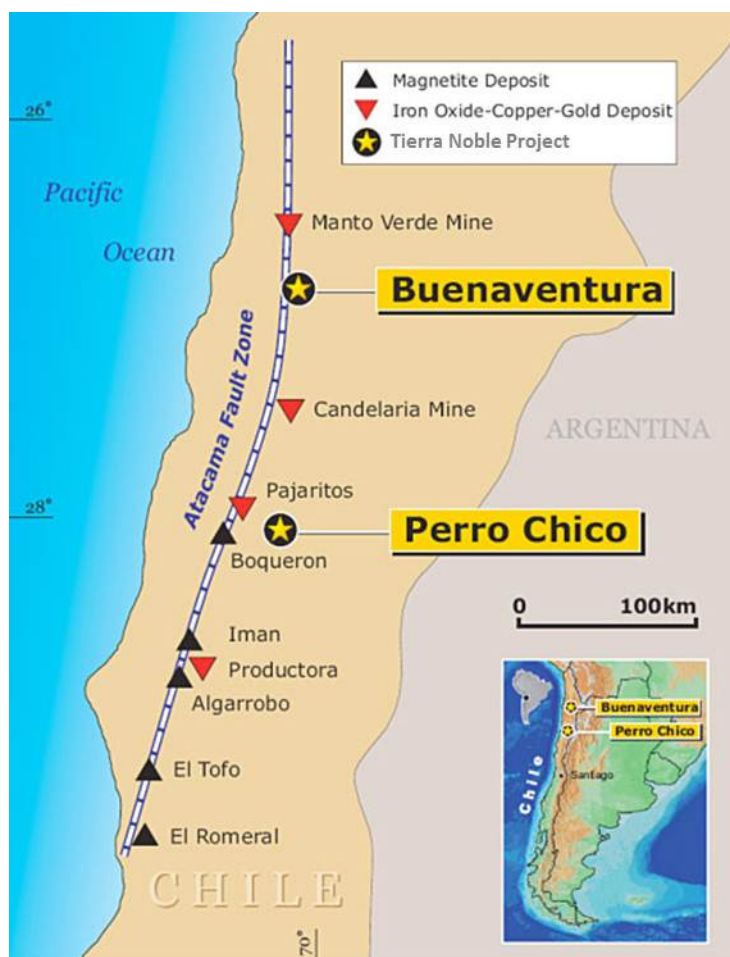 Magnetite Deposit
Iron Oxide-Copper-Gold Deposit
Tierra Noble Project
26°
Pacific
Ocean
Manto Verde Mine
Buenaventura
Atacama Fault Zone
Candelaria Mine
ARGENTINA
Pajaritos
28°
Perro Chico
Boqueron
0 100km
Iman
Productora
Algarrobo
El Tofo
El Romeral
CHILE
70°
Buenaventura
Perro Chico
Santiago
Chile